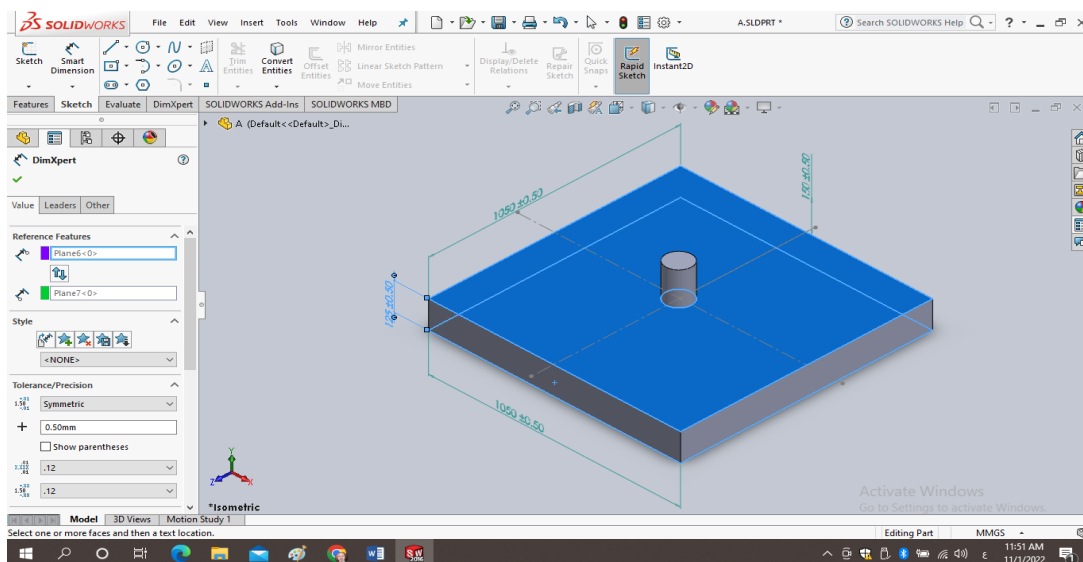 SOLIDWORKS File Edit View Insert Tools Window Help A.SLDPRT * Search SOLIDWORKS Help
Sketch Smart Dimension Trim Entities Convert Entities Offset Entities Mirror Entities Linear Sketch Pattern Move Entities Display/Delete Relations Repair Sketch Quick Snaps Rapid Sketch Instant2D
Features Sketch Evaluate DimXpert SOLIDWORKS Add-Ins SOLIDWORKS MBD
A (Default<<Default>_Di...
DimXpert
Value Leaders Other
Reference Features
Plane6<0>
Plane7<0>
Style
<NONE>
Tolerance/Precision
Symmetric
0.50mm
Show parentheses
.12
.12
1050 ±0.50
150 ±0.50
125 ±0.50
1050 ±0.50
Y
Z X
*Isometric
Activate Windows
Go to Settings to activate Windows.
Model 3D Views Motion Study 1
Select one or more faces and then a text location. Editing Part MMGS
ع 11:51 AM
11/1/2022